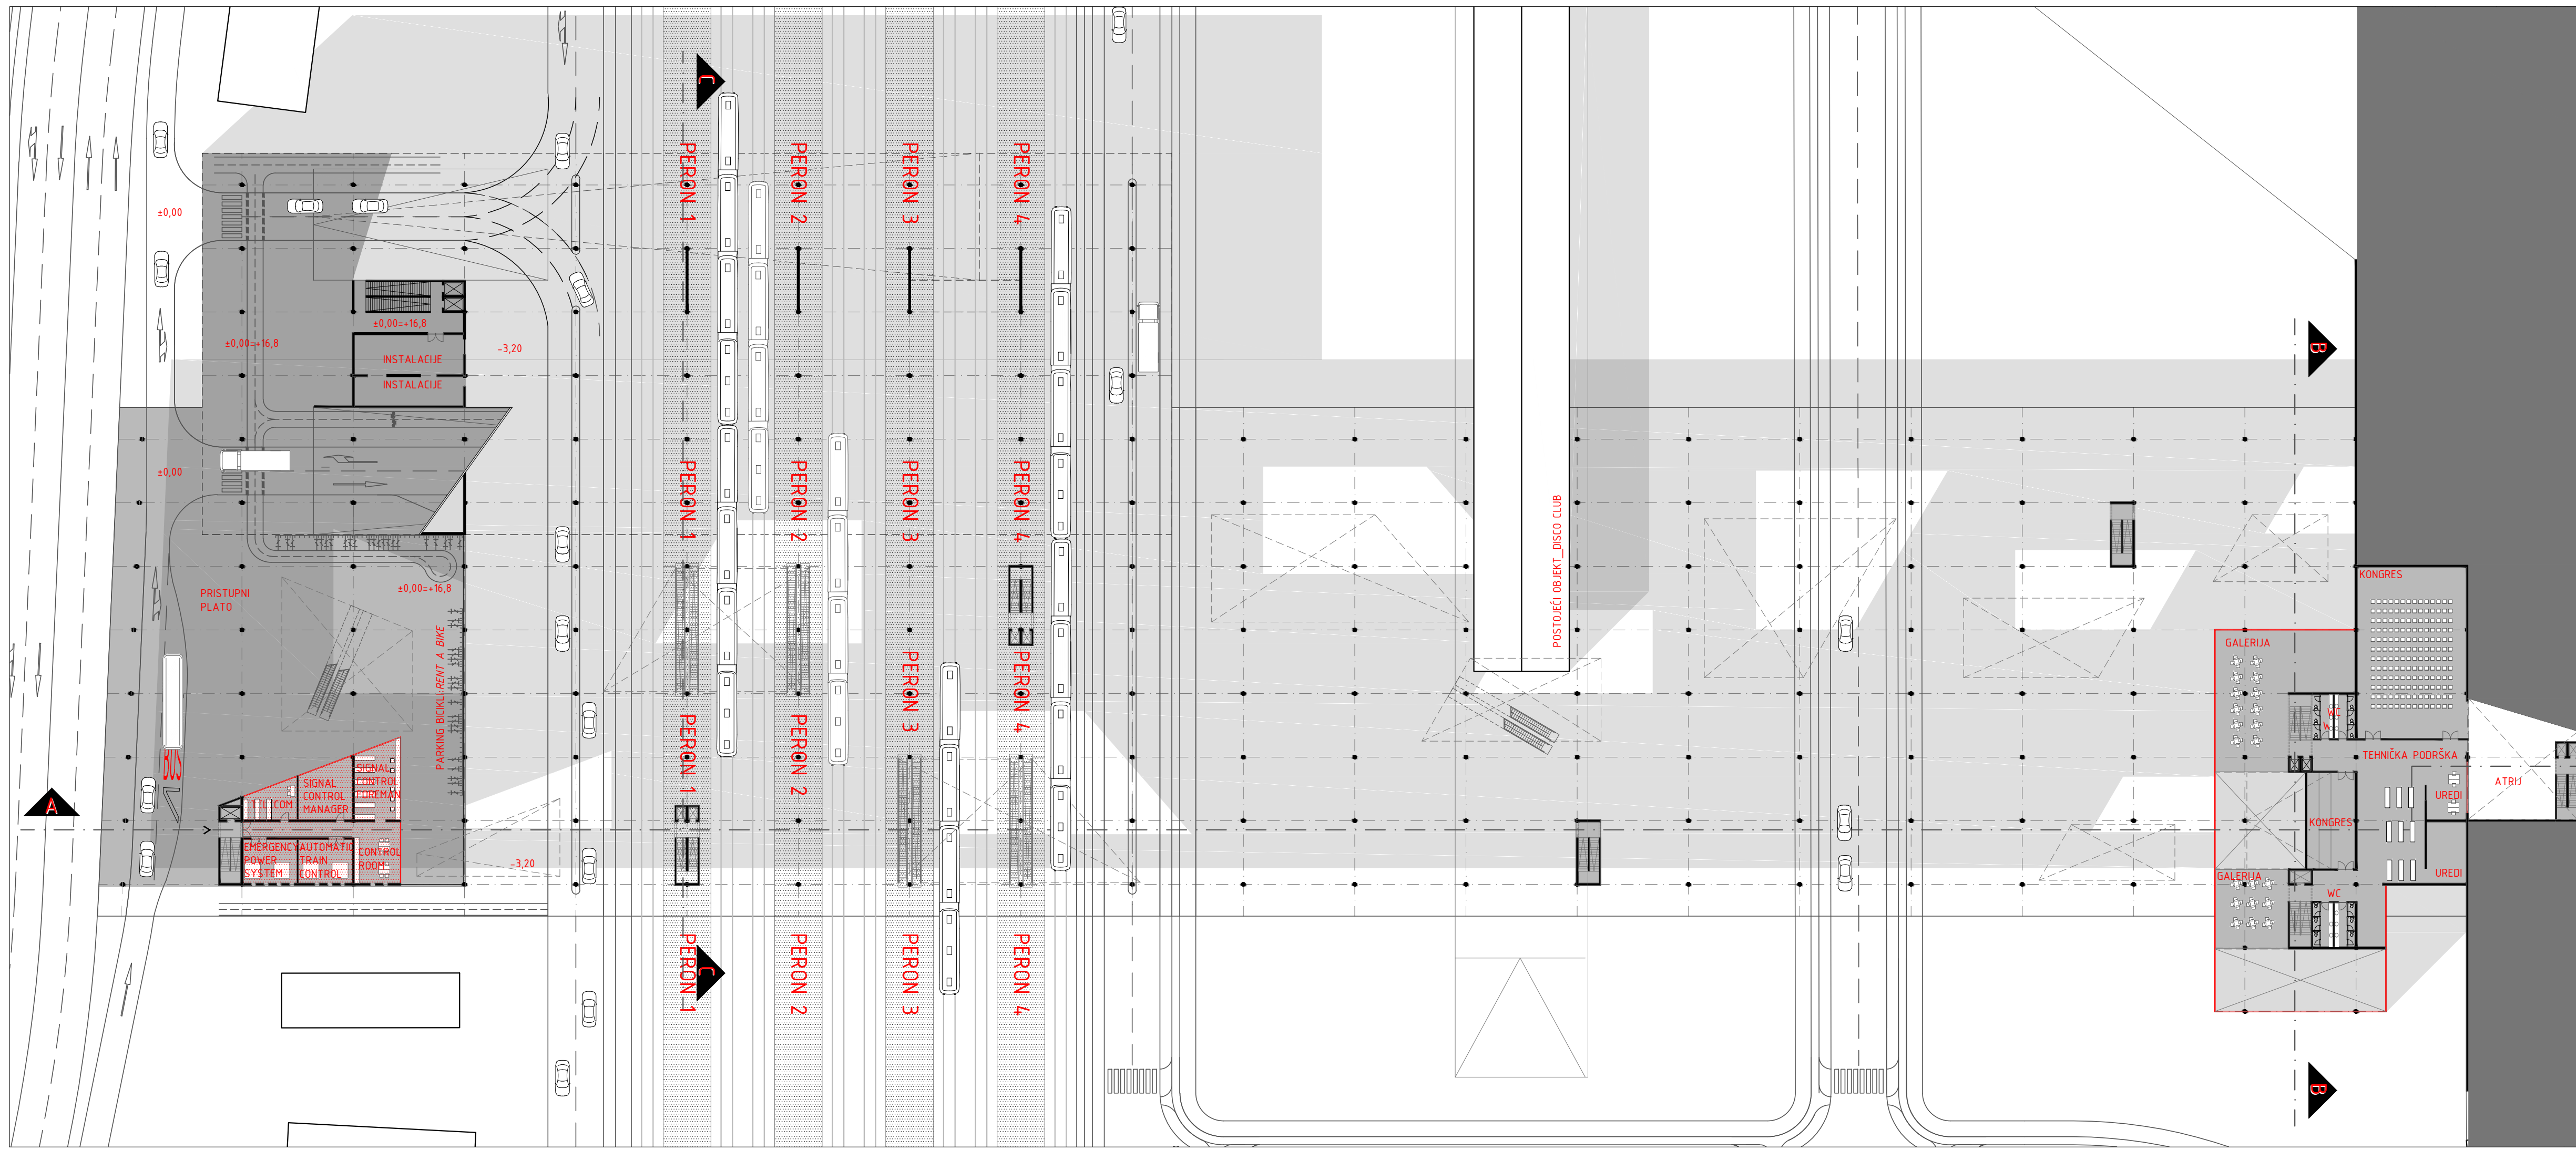 C
PERON 1
PERON 2
PERON 3
PERON 4
±0,00
±0,00=+16,8
±0,00=+16,8
INSTALACIJE
INSTALACIJE
-3,20
B
±0,00
PERON 1
PERON 2
PERON 3
PERON 4
POSTOJEĆI OBJEKT_DISCO CLUB
PRISTUPNI
PLATO
±0,00=+16,8
PARKING BICIKLI RENT A BIKE
KONGRES
GALERIJA
PERON 3
PERON 4
PERON 1
PERON 2
WC
BUS
SIGNAL
CONTROL
MANAGER
SIGNAL
CONTROL
FOREMAN
TEHNIČKA PODRŠKA
ATRIJ
UREDI
A
KONGRES
EMERGENCY
POWER
SYSTEM
AUTOMATIC
TRAIN
CONTROL
CONTROL
ROOM
-3,20
GALERIJA
UREDI
WC
PERON 1
PERON 2
PERON 3
PERON 4
C
B